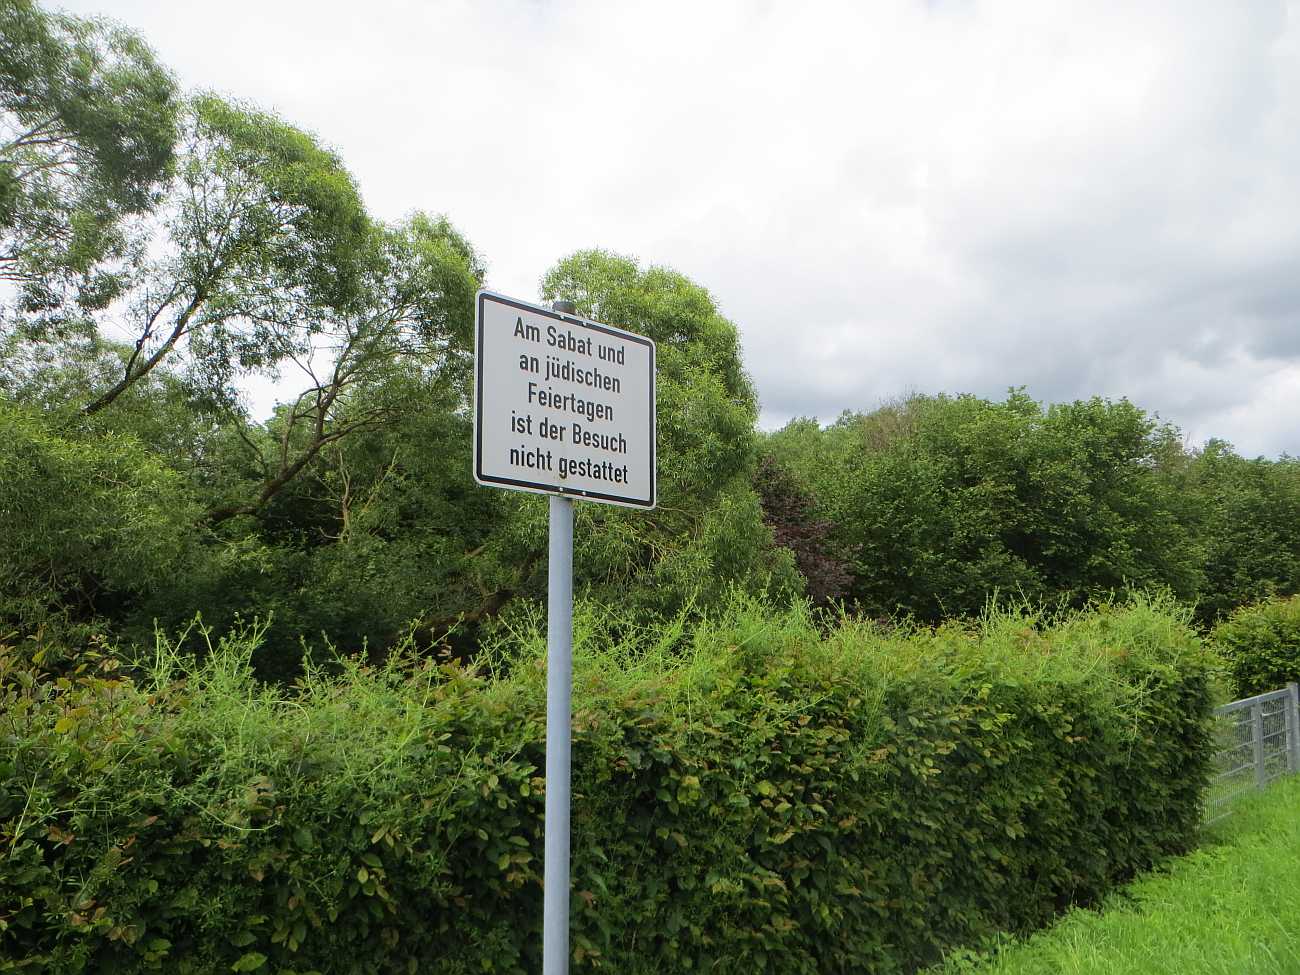 Am Sabat und
an jüdischen
Feiertagen
ist der Besuch
nicht gestattet